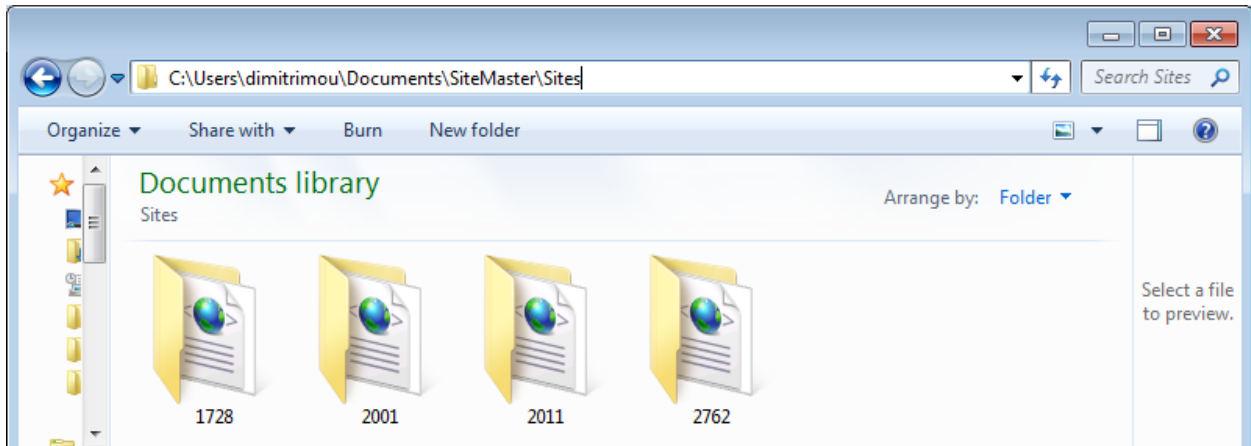 C:\Users\dimitrimou\Documents\SiteMaster\Sites
Search Sites
Organize Share with Burn New folder
Documents library
Sites
Arrange by: Folder
Select a file
to preview.
1728 2001 2011 2762